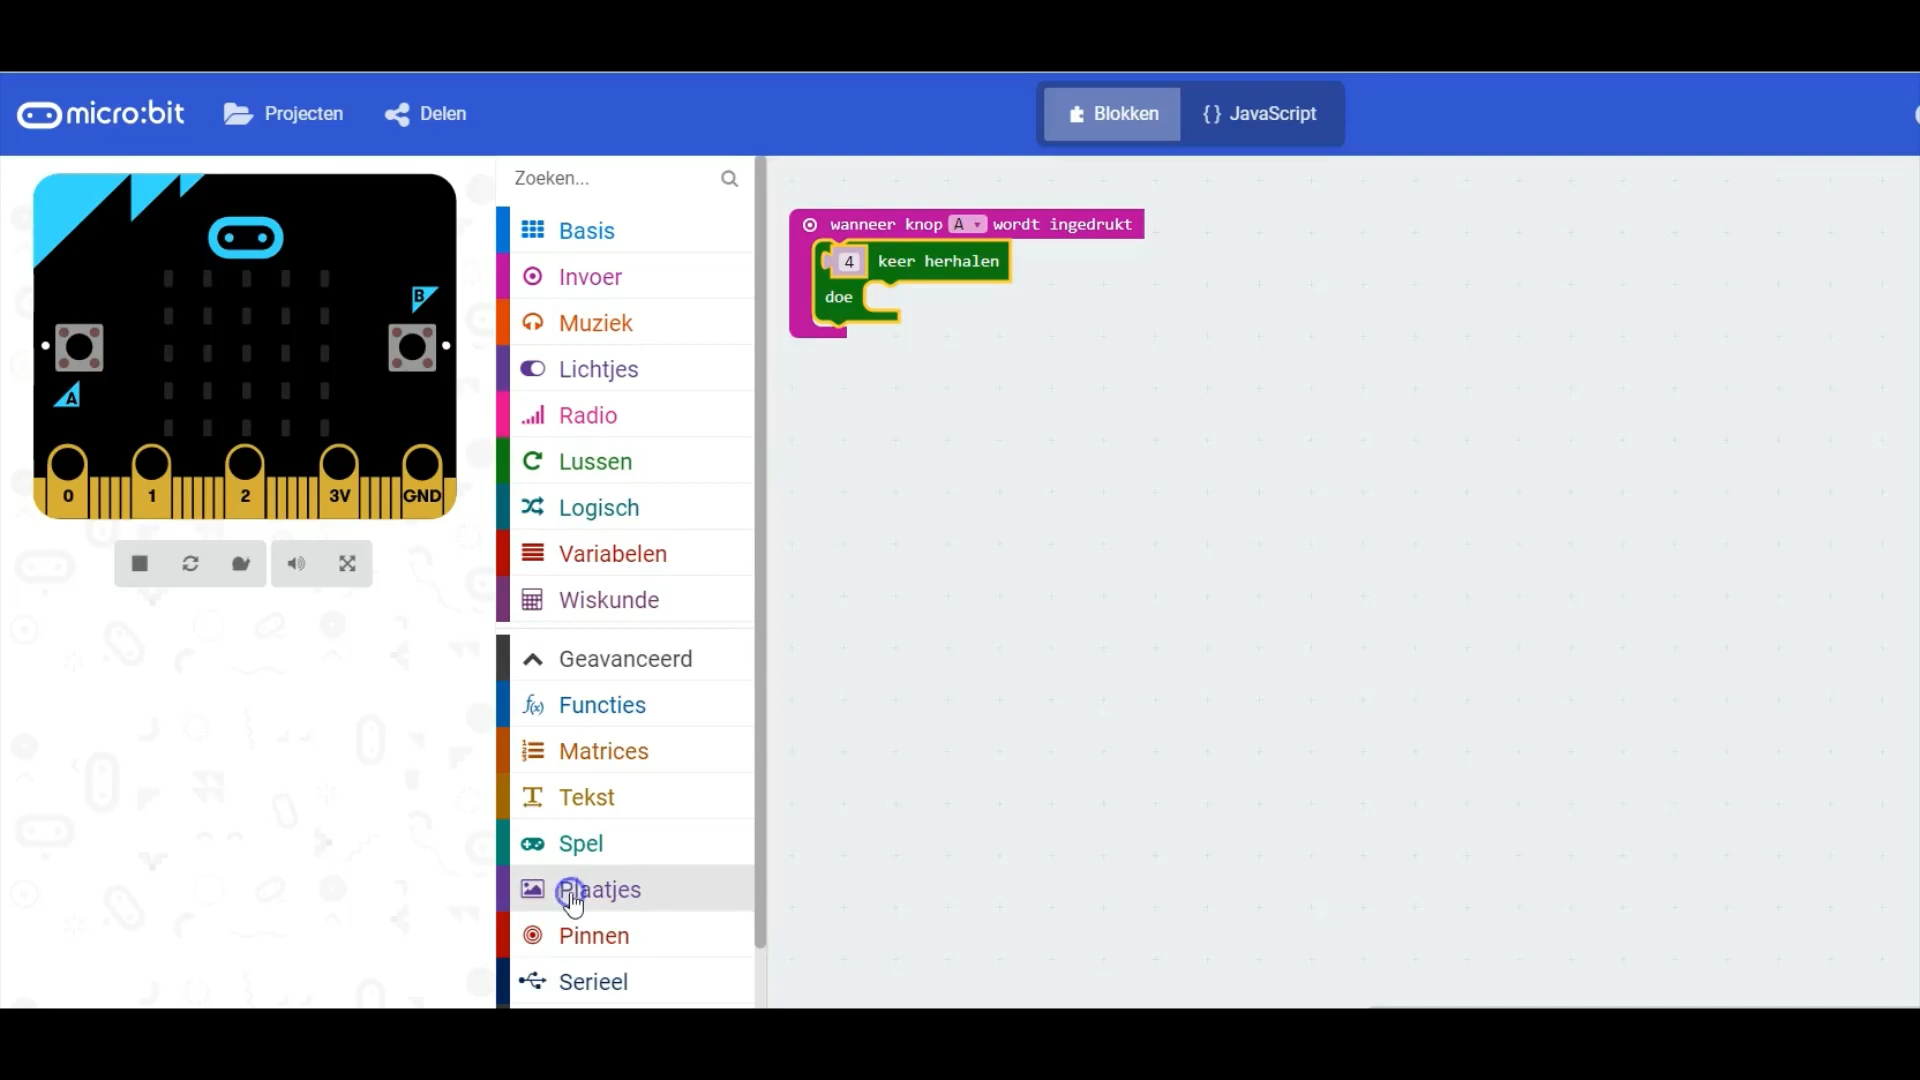 micro:bit Projecten Delen Blokken {} JavaScript
Zoeken...
Basis
Invoer
Muziek
Lichtjes
Radio
Lussen
Logisch
Variabelen
Wiskunde
Geavanceerd
f(x) Functies
Matrices
Tekst
Spel
Plaatjes
Pinnen
Serieel
B
A
0 1 2 3V GND
wanneer knop A wordt ingedrukt
4 keer herhalen
doe